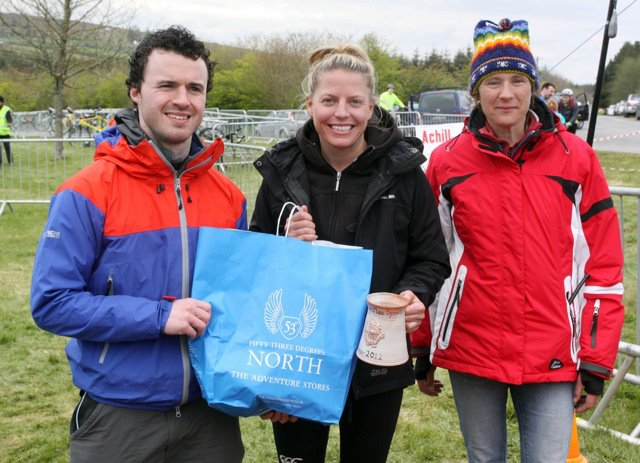 Achill
53
FIFTY-THREE DEGREES
NORTH
THE ADVENTURE STORES
2012